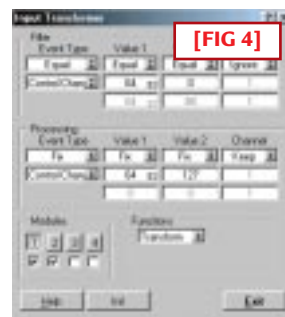 Input Transformer
[FIG 4]
Filter
Event Type Value 1
Equal Equal Equal Ignore
ControlChang 64 0
Processing
Event Type Value 1 Value 2 Channel
Fix Fix Fix Keep
ControlChang 64 127
Modules Functions
1 2 3 4 Transform
Help Init Exit